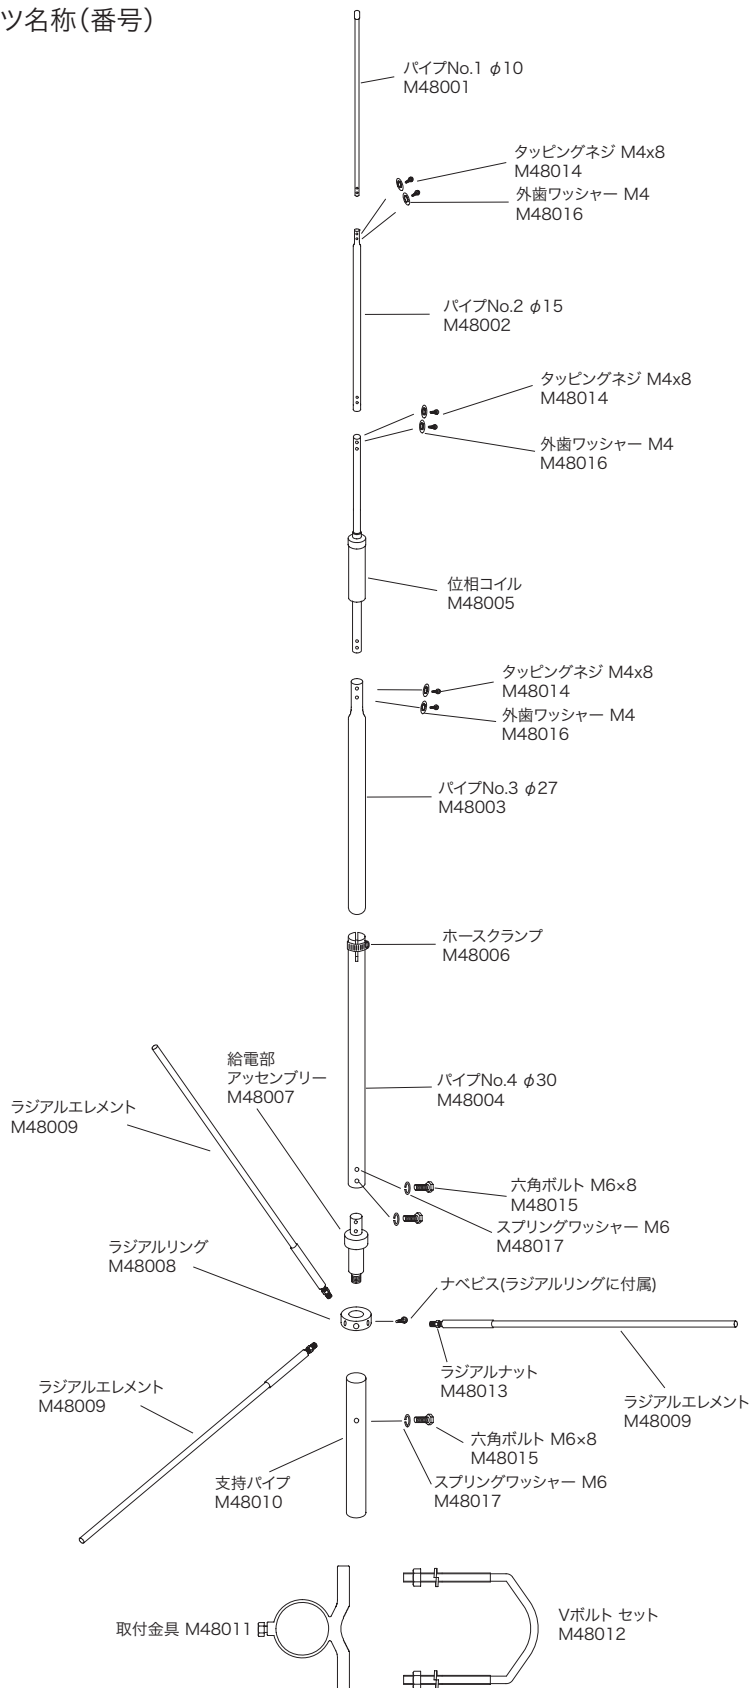 ツ名称(番号)
パイプNo.1 φ10
M48001
タッピングネジ M4x8
M48014
外歯ワッシャー M4
M48016
パイプNo.2 φ15
M48002
タッピングネジ M4x8
M48014
外歯ワッシャー M4
M48016
位相コイル
M48005
タッピングネジ M4x8
M48014
外歯ワッシャー M4
M48016
パイプNo.3 φ27
M48003
ホースクランプ
M48006
給電部
アッセンブリー
M48007
パイプNo.4 φ30
M48004
ラジアルエレメント
M48009
六角ボルト M6×8
M48015
スプリングワッシャー M6
M48017
ラジアルリング
M48008
ナベビス(ラジアルリングに付属)
ラジアルナット
M48013
ラジアルエレメント
M48009
ラジアルエレメント
M48009
六角ボルト M6×8
M48015
スプリングワッシャー M6
M48017
支持パイプ
M48010
取付金具 M48011
Vボルト セット
M48012